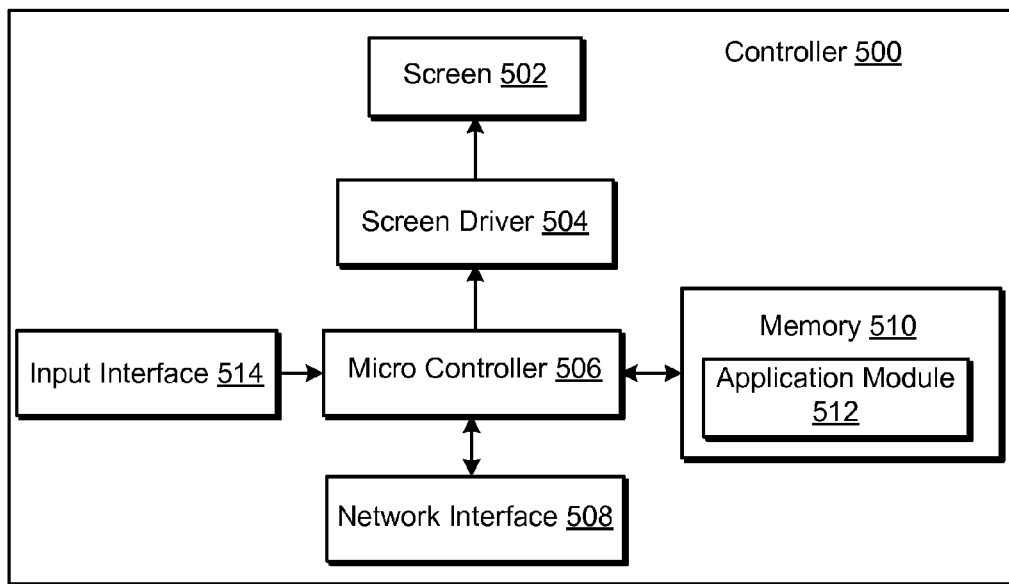 Controller 500
Screen 502
Screen Driver 504
Memory 510
Input Interface 514
Micro Controller 506
Application Module
512
Network Interface 508